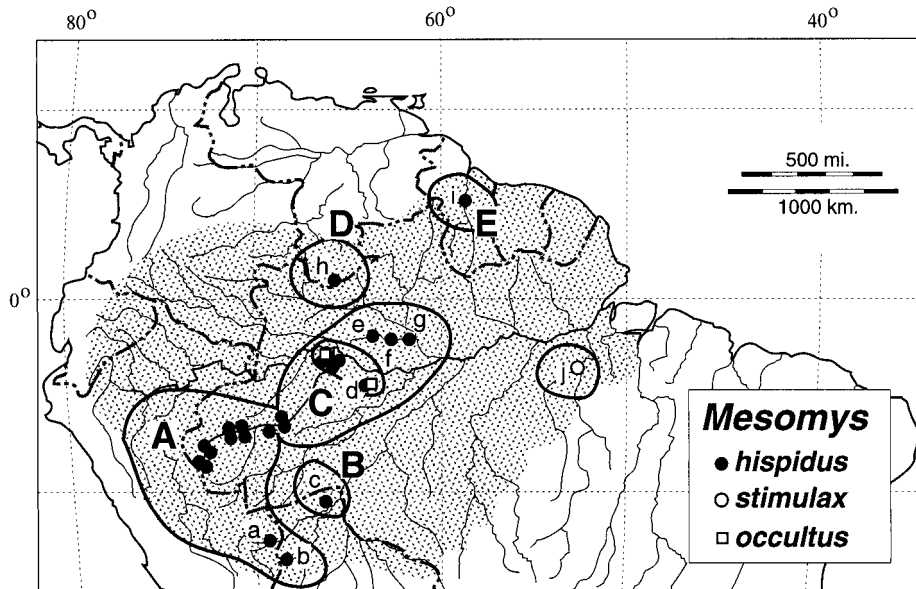 80° 60° 40°
500 mi.
1000 km.
D E
h i
0°
e g
f
j
d
C
A
B
c
a
b
Mesomys
hispidus
stimulax
occultus